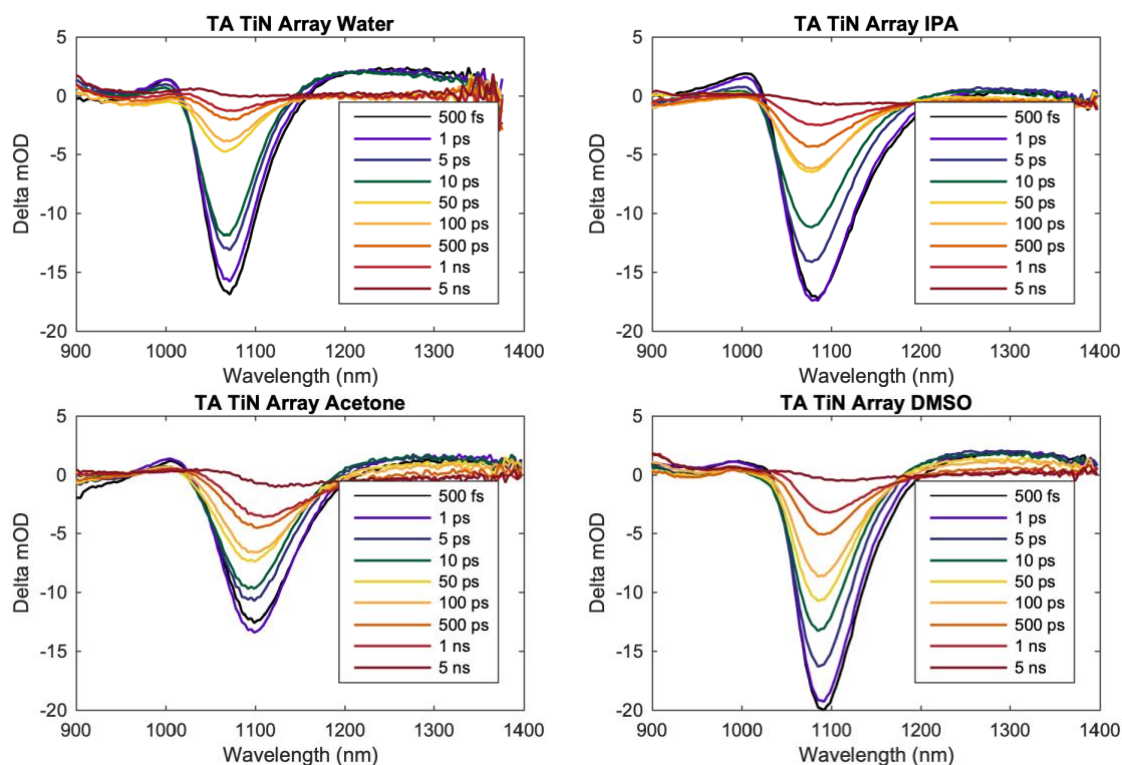 TA TiN Array Water
5
0
-5
-10
-15
-20
Delta mOD
900 1000 1100 1200 1300 1400
Wavelength (nm)
500 fs
1 ps
5 ps
10 ps
50 ps
100 ps
500 ps
1 ns
5 ns
TA TiN Array IPA
5
0
-5
-10
-15
-20
Delta mOD
900 1000 1100 1200 1300 1400
Wavelength (nm)
500 fs
1 ps
5 ps
10 ps
50 ps
100 ps
500 ps
1 ns
5 ns
TA TiN Array Acetone
5
0
-5
-10
-15
-20
Delta mOD
900 1000 1100 1200 1300 1400
Wavelength (nm)
500 fs
1 ps
5 ps
10 ps
50 ps
100 ps
500 ps
1 ns
5 ns
TA TiN Array DMSO
5
0
-5
-10
-15
-20
Delta mOD
900 1000 1100 1200 1300 1400
Wavelength (nm)
500 fs
1 ps
5 ps
10 ps
50 ps
100 ps
500 ps
1 ns
5 ns